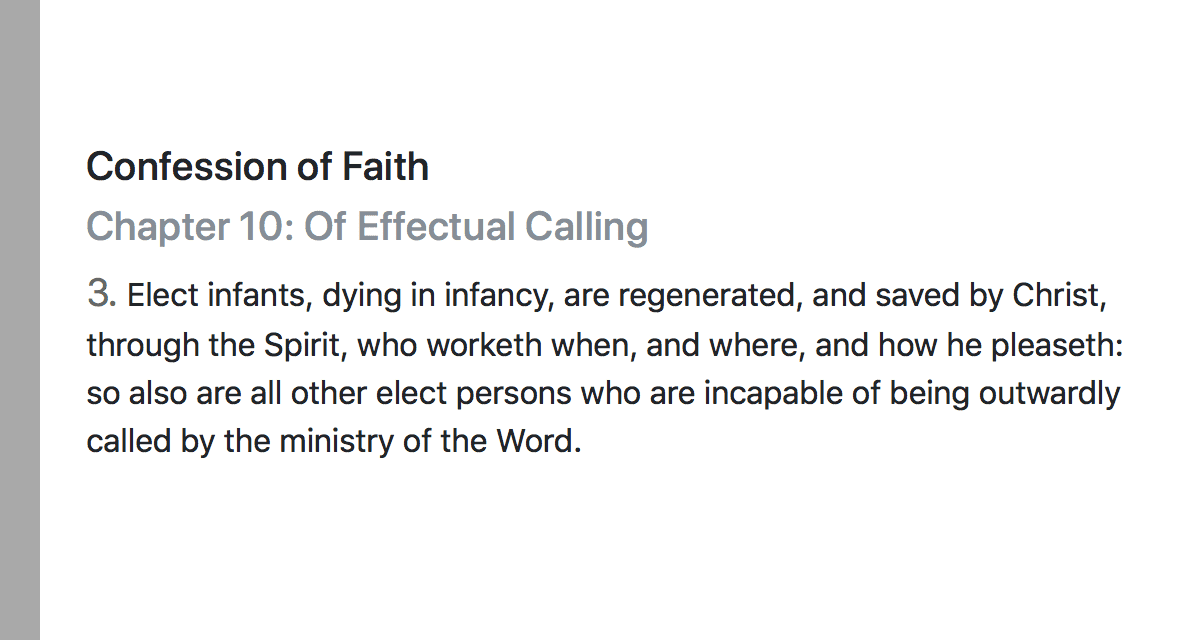 Confession of Faith
Chapter 10: Of Effectual Calling
3. Elect infants, dying in infancy, are regenerated, and saved by Christ,
through the Spirit, who worketh when, and where, and how he pleaseth:
so also are all other elect persons who are incapable of being outwardly
called by the ministry of the Word.